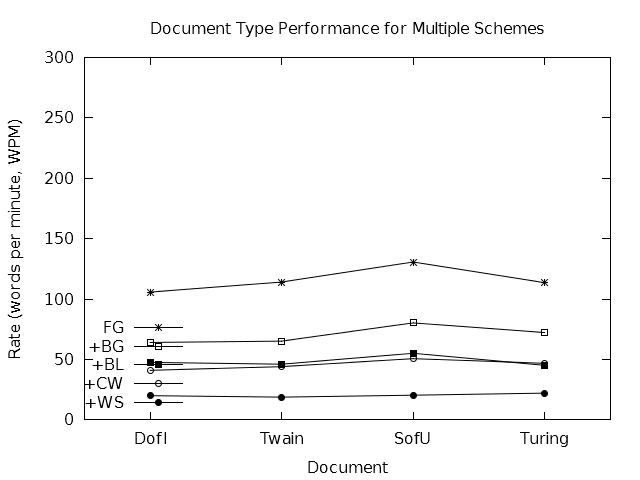 Document Type Performance for Multiple Schemes
Rate (words per minute, WPM)
300
250
200
150
100
50
0
FG
+BG
+BL
+CW
+WS
DofI Twain SofU Turing
Document